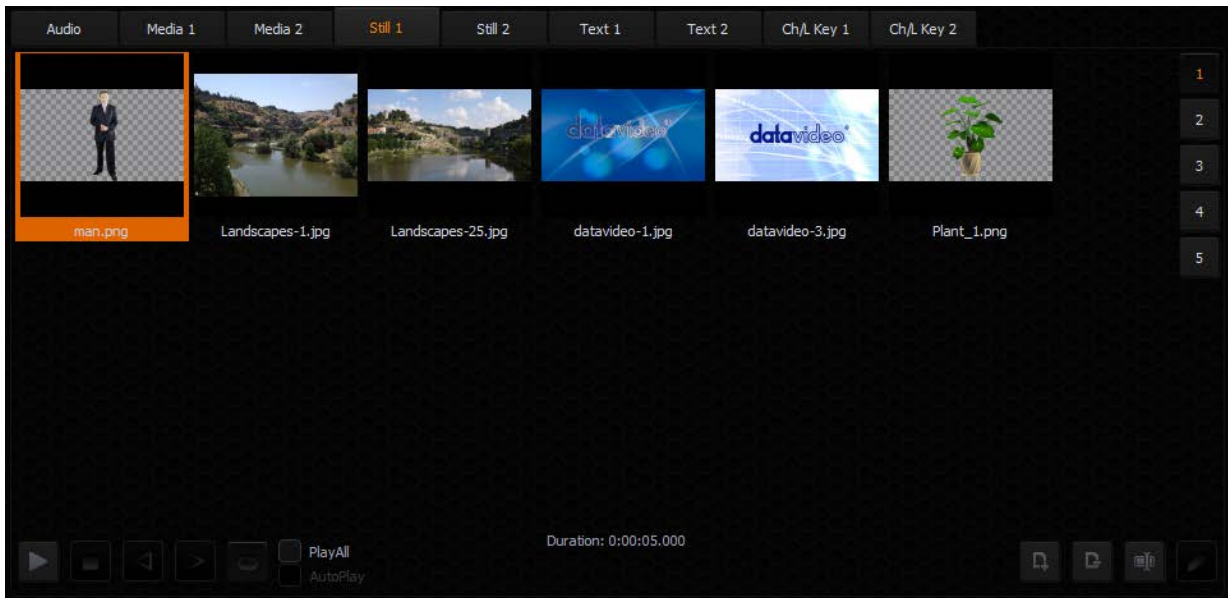 Audio Media 1 Media 2 Still 1 Still 2 Text 1 Text 2 Ch/L Key 1 Ch/L Key 2
1
2
3
4
5
datavideo
datavideo®
man.png Landscapes-1.jpg Landscapes-25.jpg datavideo-1.jpg datavideo-3.jpg Plant_1.png
Duration: 0:00:05.000
PlayAll
AutoPlay